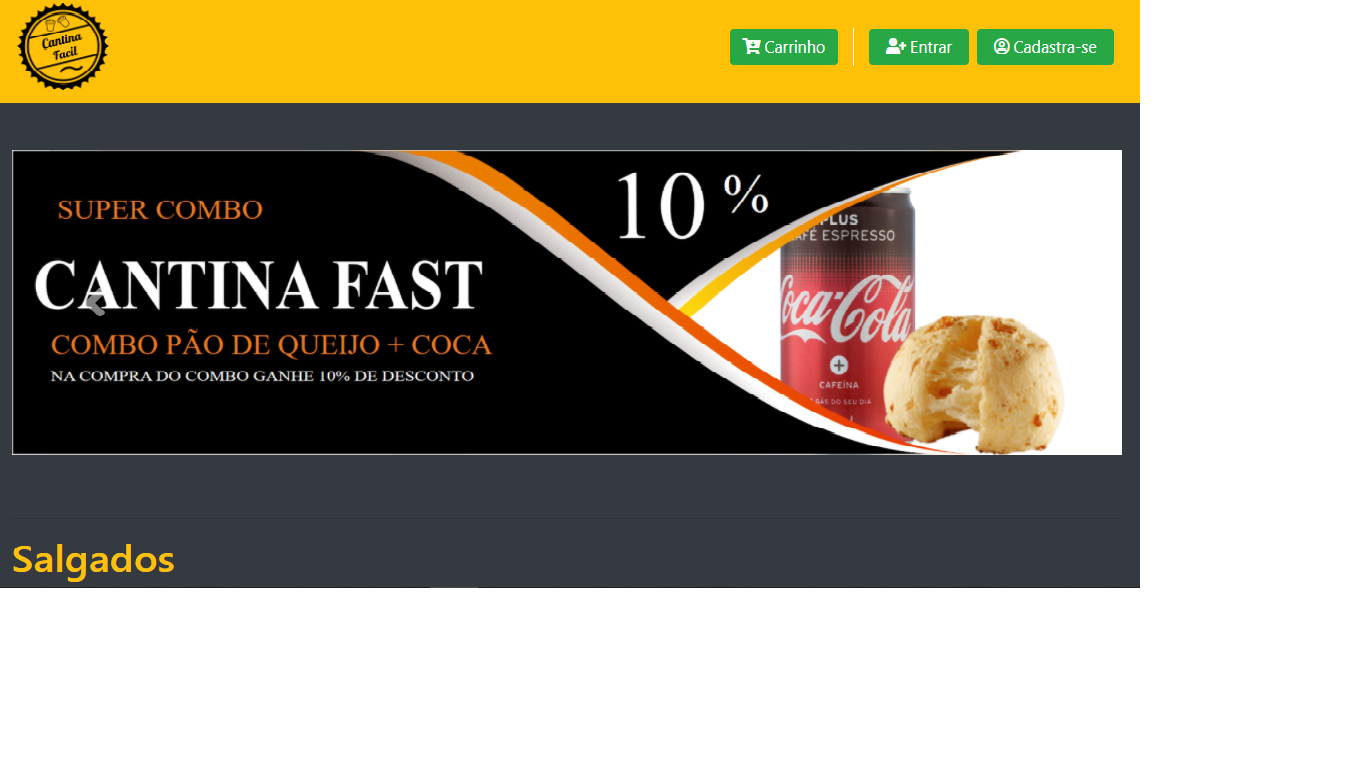 Cantina
Facil
Carrinho
Entrar
Cadastra-se
SUPER COMBO
10 %
CANTINA FAST
COMBO PÃO DE QUEIJO + COCA
NA COMPRA DO COMBO GANHE 10% DE DESCONTO
PLUS
CAFÉ ESPRESSO
Coca-Cola
+
CAFEÍNA
GÁS DO SEU DIA
Salgados